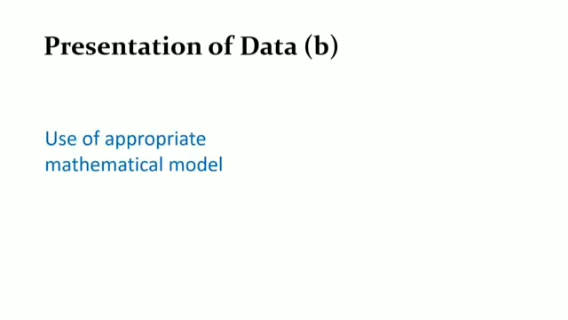 Presentation of Data (b)
Use of appropriate
mathematical model